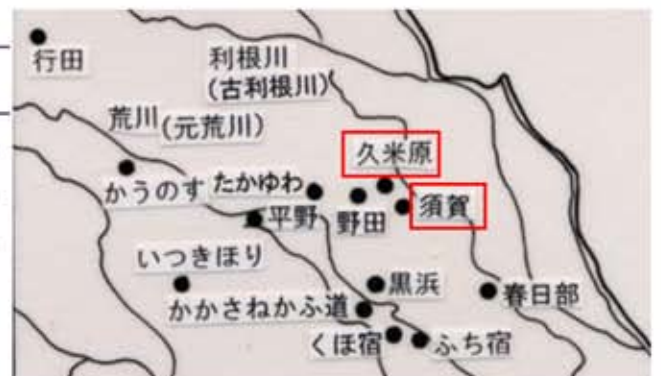 行田
利根川
(古利根川)
荒川(元荒川)
久米原
かうのす
たかゆわ
須賀
平野
野田
いつきほり
黒浜
春日部
かかさねかふ道
くほ宿
ふち宿